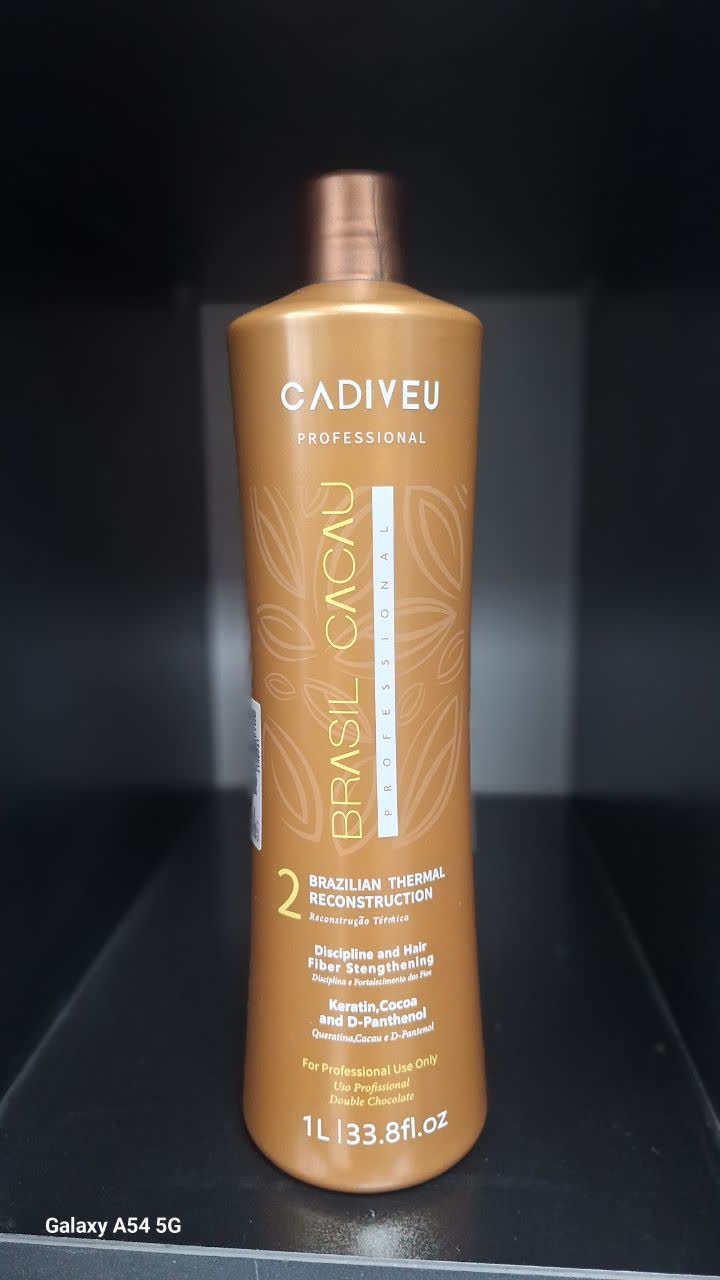 CADIVEU
PROFESSIONAL
BRASIL CACAU
PROFESSIONAL
2
BRAZILIAN THERMAL
RECONSTRUCTION
Reconstrução Térmica
Discipline and Hair
Fiber Stengthening
Disciplina e Fortalecimento dos Fios
Keratin,Cocoa
and D-Panthenol
Queratina,Cacau e D-Pantenol
For Professional Use Only
Uso Profissional
Double Chocolate
1L|33.8fl.oz
Galaxy A54 5G